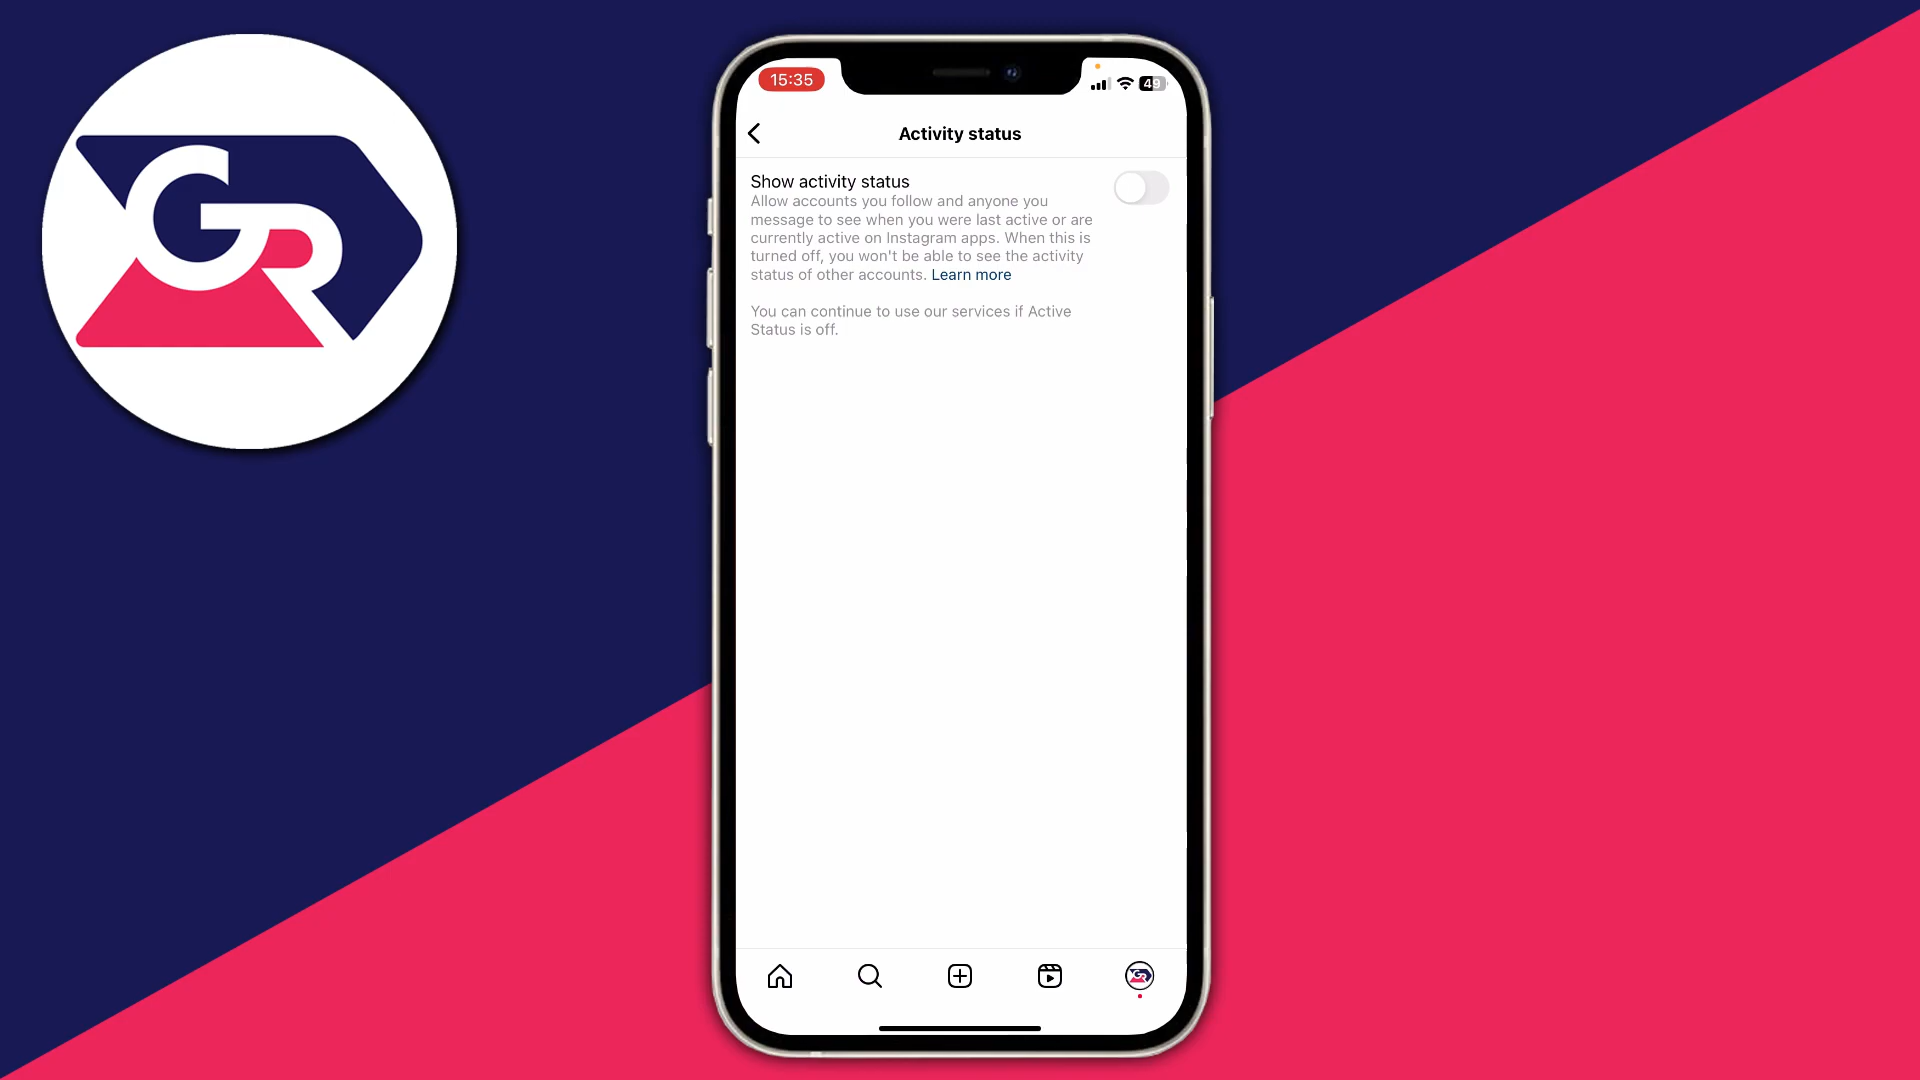 GR
15:35
49
Activity status
Show activity status
Allow accounts you follow and anyone you
message to see when you were last active or are
currently active on Instagram apps. When this is
turned off, you won't be able to see the activity
status of other accounts. Learn more
You can continue to use our services if Active
Status is off.
GR